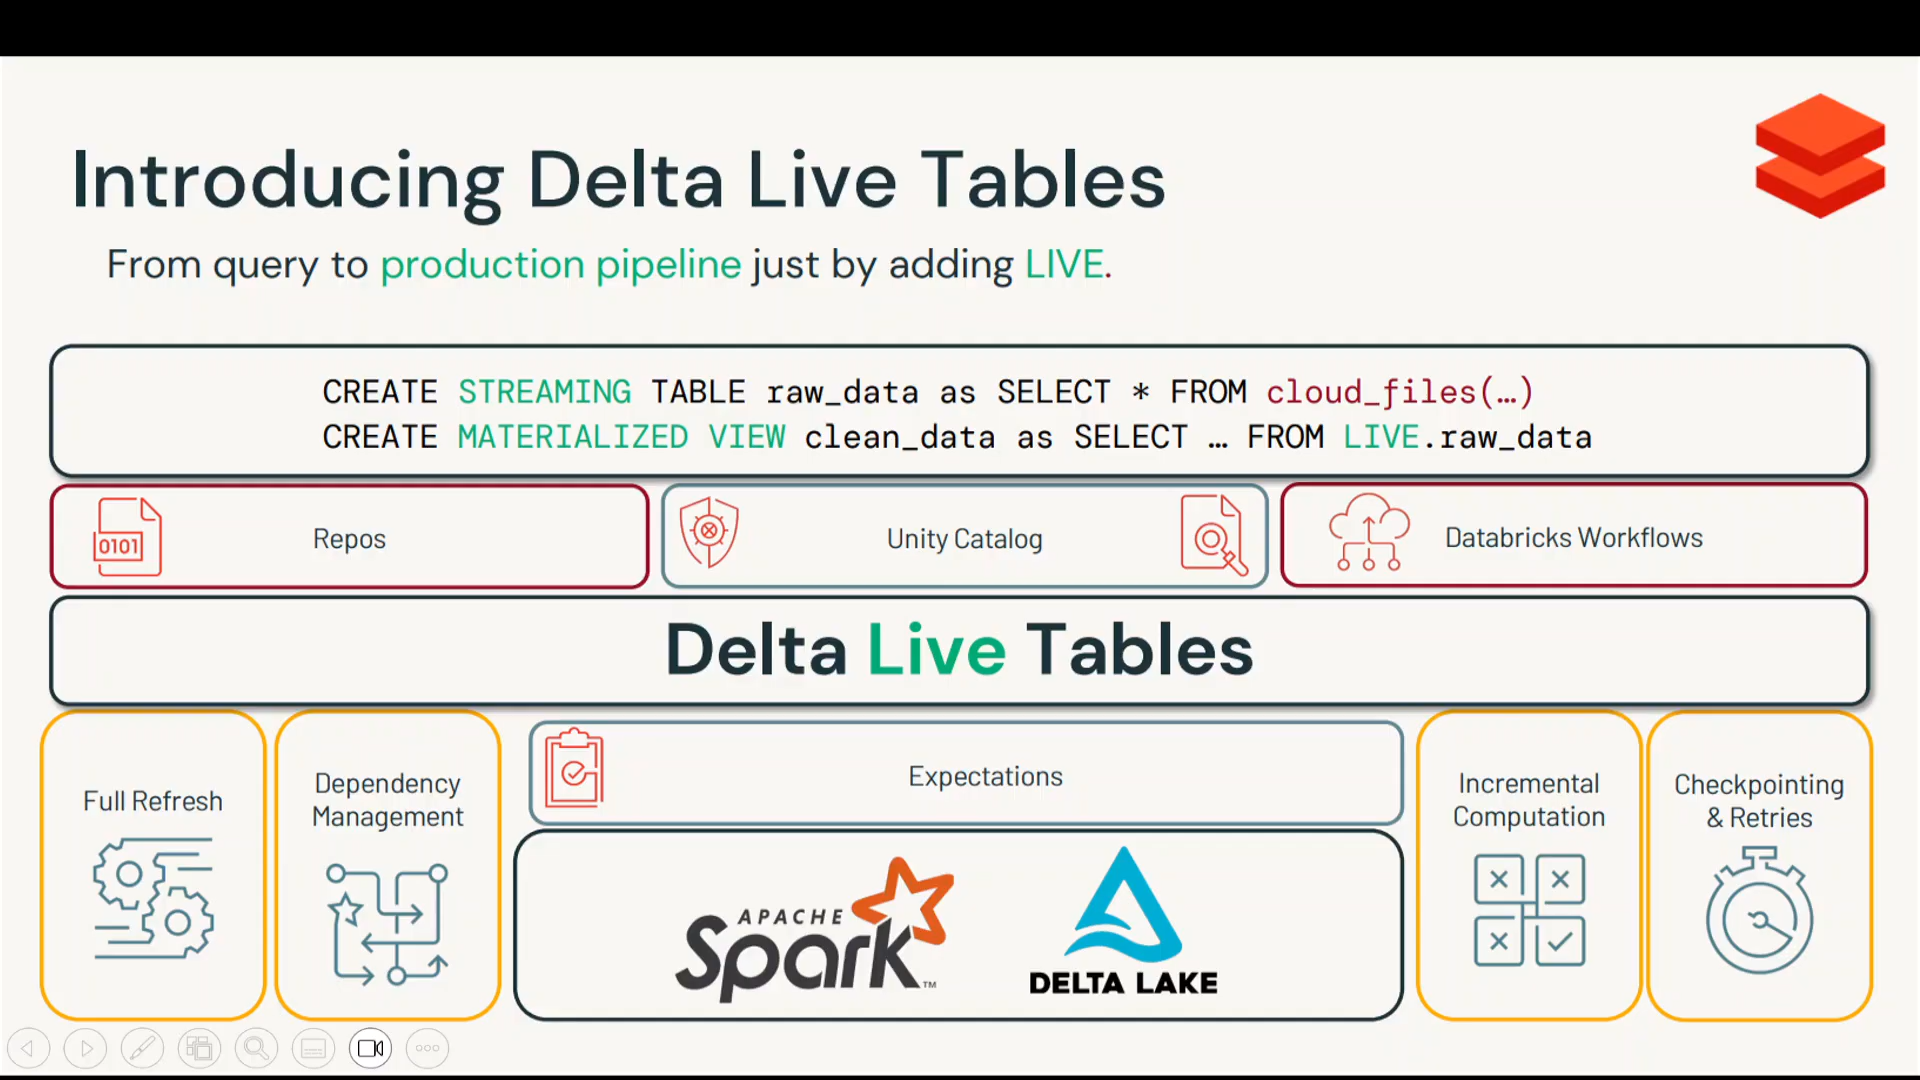 Introducing Delta Live Tables
From query to production pipeline just by adding LIVE.
CREATE STREAMING TABLE raw_data as SELECT * FROM cloud_files(…)
CREATE MATERIALIZED VIEW clean_data as SELECT … FROM LIVE.raw_data
0101
Repos
Unity Catalog
Databricks Workflows
Delta Live Tables
Full Refresh
Dependency
Management
Expectations
APACHE
Spark™
DELTA LAKE
Incremental
Computation
Checkpointing
& Retries